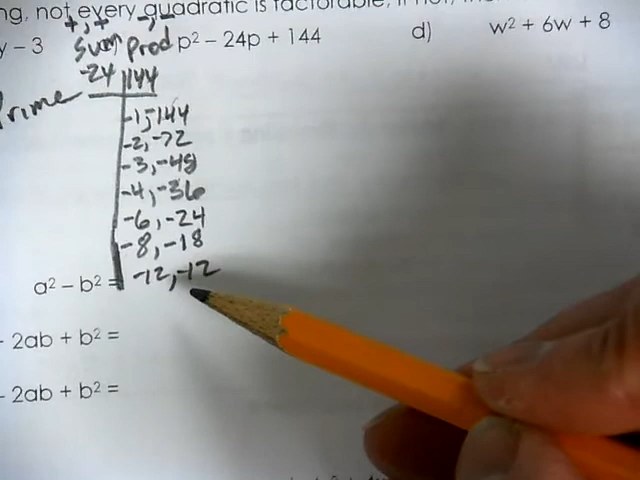 ng, not every quadratic is factorable, if not,
+,+ -,-
y – 3 Sum Prod p² – 24p + 144 d) w² + 6w + 8
-24 144
Prime
-1,-144
-2,-72
-3,-48
-4,-36
-6,-24
-8,-18
a² – b² = -12,-12
- 2ab + b² =
- 2ab + b² =